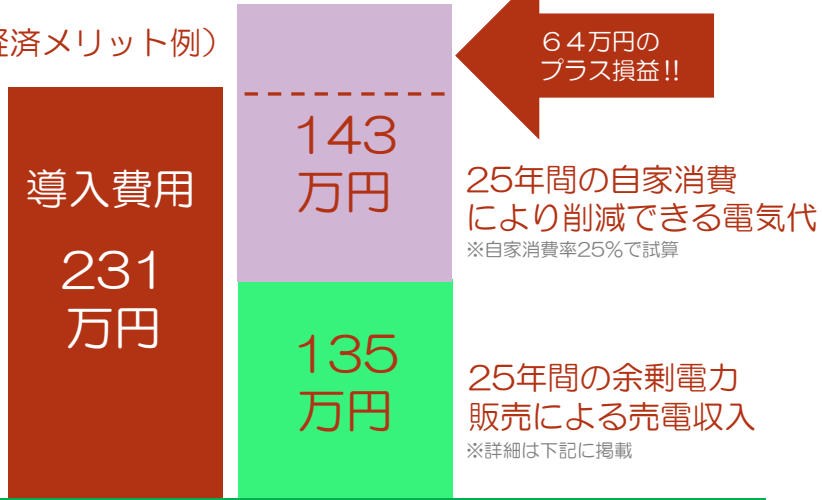 経済メリット例）
６４万円の
プラス損益!!
導入費用
231
万円
143
万円
25年間の自家消費
により削減できる電気代
※自家消費率25%で試算
135
万円
25年間の余剰電力
販売による売電収入
※詳細は下記に掲載